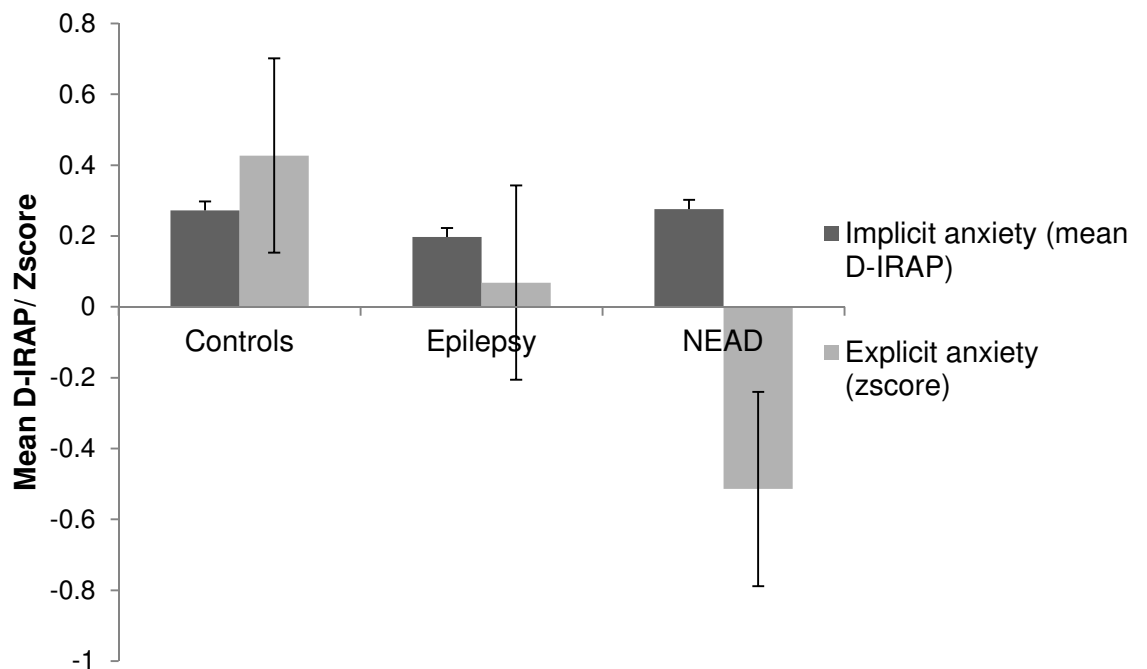 0.8
0.6
0.4
0.2
0
-0.2
-0.4
-0.6
-0.8
-1
Mean D-IRAP/ Zscore
Controls
Epilepsy
NEAD
Implicit anxiety (mean
D-IRAP)
Explicit anxiety
(zscore)